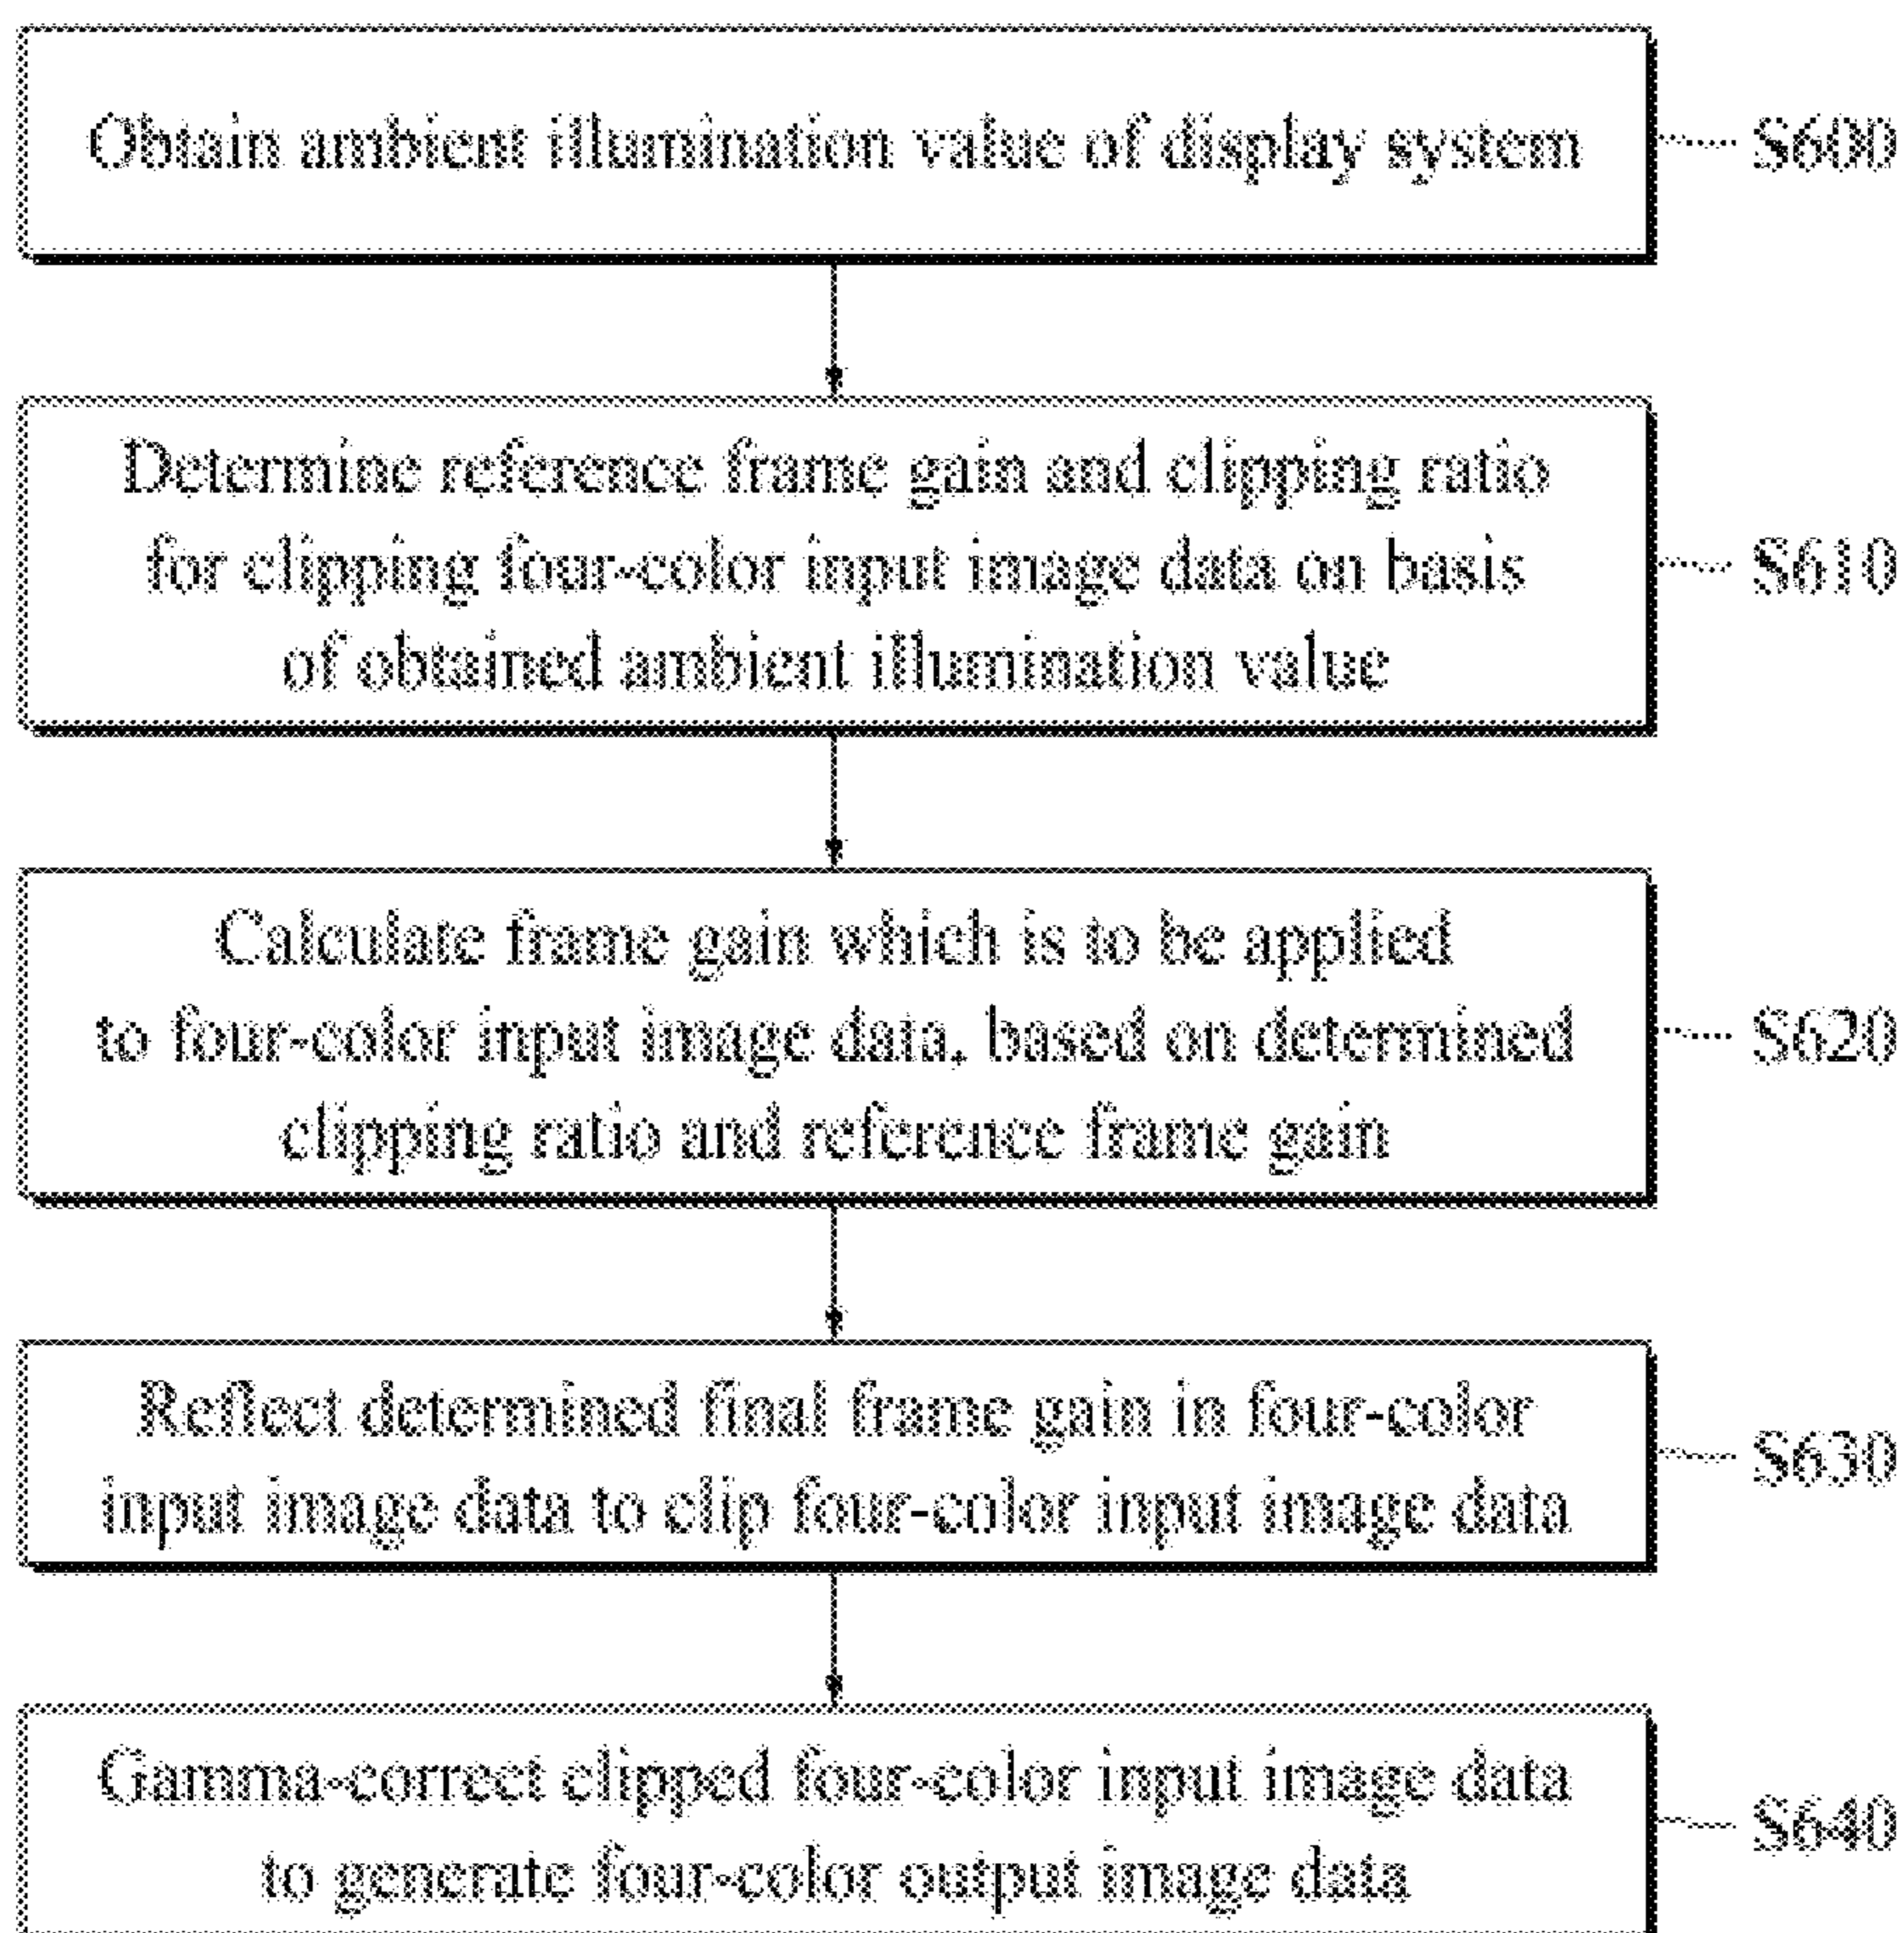 Obtain ambient illumination value of display system
S600
Determine reference frame gain and clipping ratio
for clipping four-color input image data on basis
of obtained ambient illumination value
S610
Calculate frame gain which is to be applied
to four-color input image data, based on determined
clipping ratio and reference frame gain
S620
Reflect determined final frame gain in four-color
input image data to clip four-color input image data
S630
Gamma-correct clipped four-color input image data
to generate four-color output image data
S640